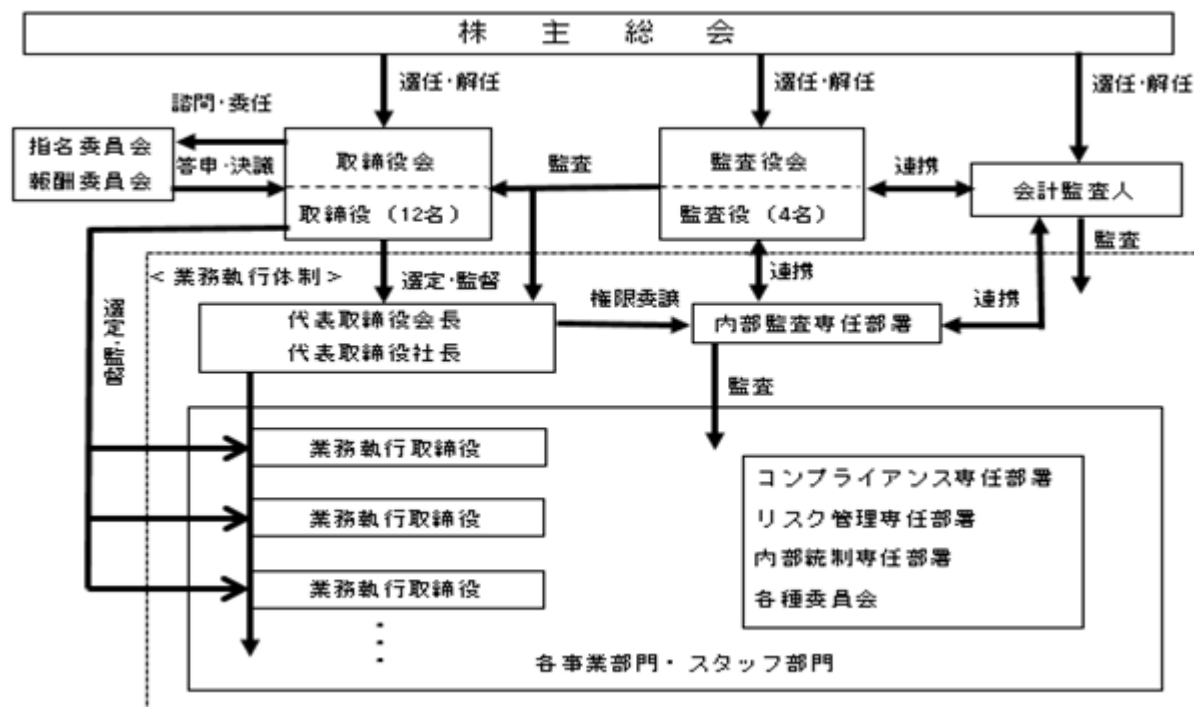 株主総会
選任・解任
選任・解任
選任・解任
諮問・委任
指名委員会
報酬委員会
答申・決議
取締役会
取締役（12名）
監査
監査役会
監査役（4名）
連携
会計監査人
監査
＜業務執行体制＞
選定・監督
連携
選定・監督
代表取締役会長
代表取締役社長
権限委譲
内部監査専任部署
連携
監査
業務執行取締役
業務執行取締役
業務執行取締役
コンプライアンス専任部署
リスク管理専任部署
内部統制専任部署
各種委員会
各事業部門・スタッフ部門